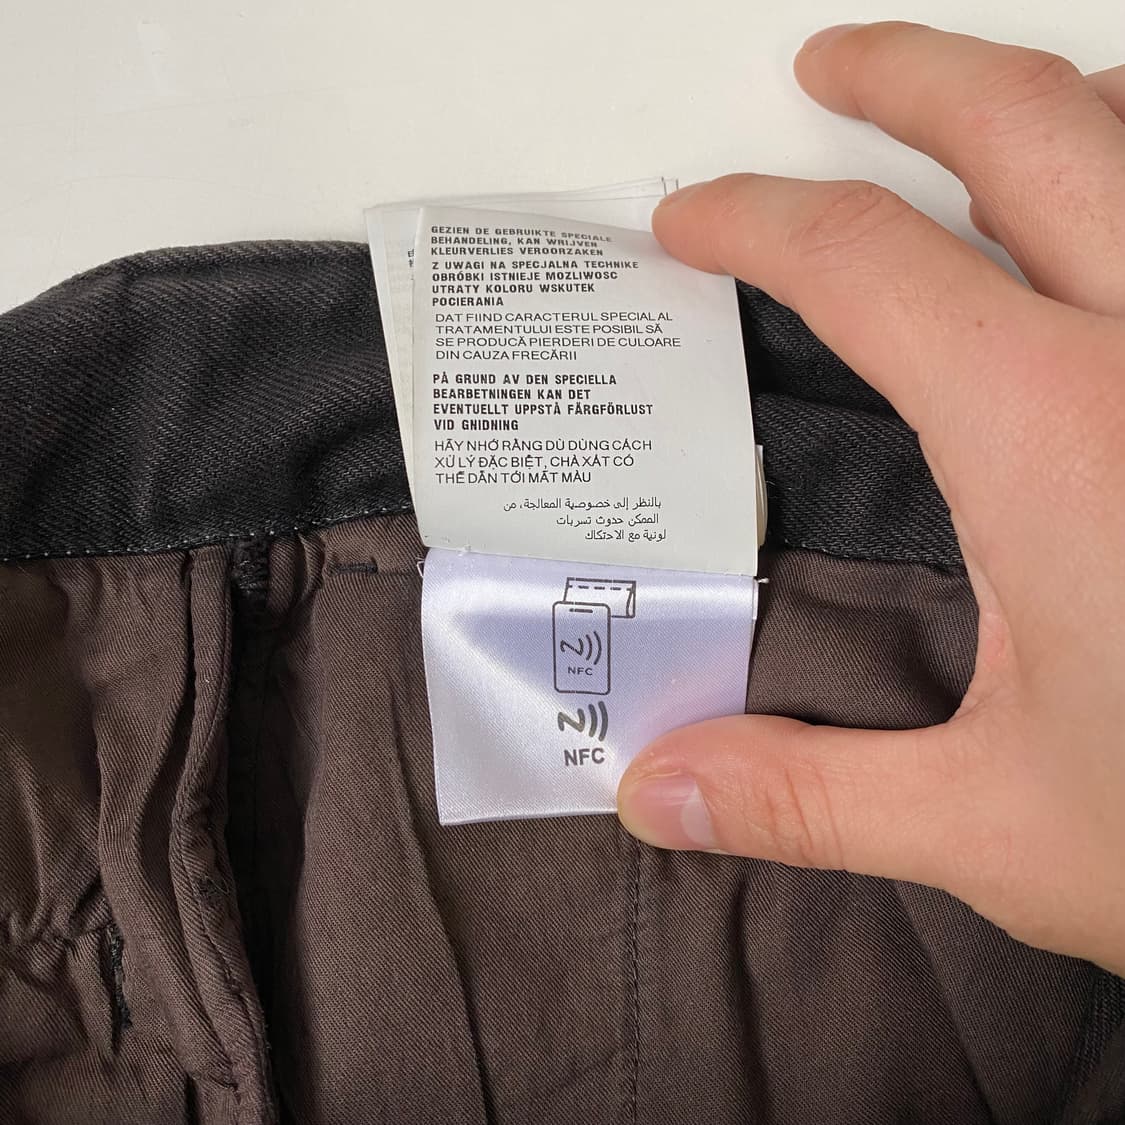 GEZIEN DE GEBRUIKTE SPECIALE
BEHANDELING, KAN WRIJVEN
KLEURVERLIES VEROORZAKEN
Z UWAGI NA SPECJALNA TECHNIKE
OBRÓBKI ISTNIEJE MOZLIWOSC
UTRATY KOLORU WSKUTEK
POCIERANIA
DAT FIIND CARACTERUL SPECIAL AL
TRATAMENTULUI ESTE POSIBIL SĂ
SE PRODUCĂ PIERDERI DE CULOARE
DIN CAUZA FRECĂRII
PÅ GRUND AV DEN SPECIELLA
BEARBETNINGEN KAN DET
EVENTUELLT UPPSTÅ FÄRGFÖRLUST
VID GNIDNING
HÃY NHỚ RẰNG DÙ DÙNG CÁCH
XỬ LÝ ĐẶC BIỆT, CHÀ XÁT CÓ
THỂ DẪN TỚI MẤT MÀU
بالنظر إلى خصوصية المعالجة، من
الممكن حدوث تسربات
لونية مع الاحتكاك
NFC
NFC